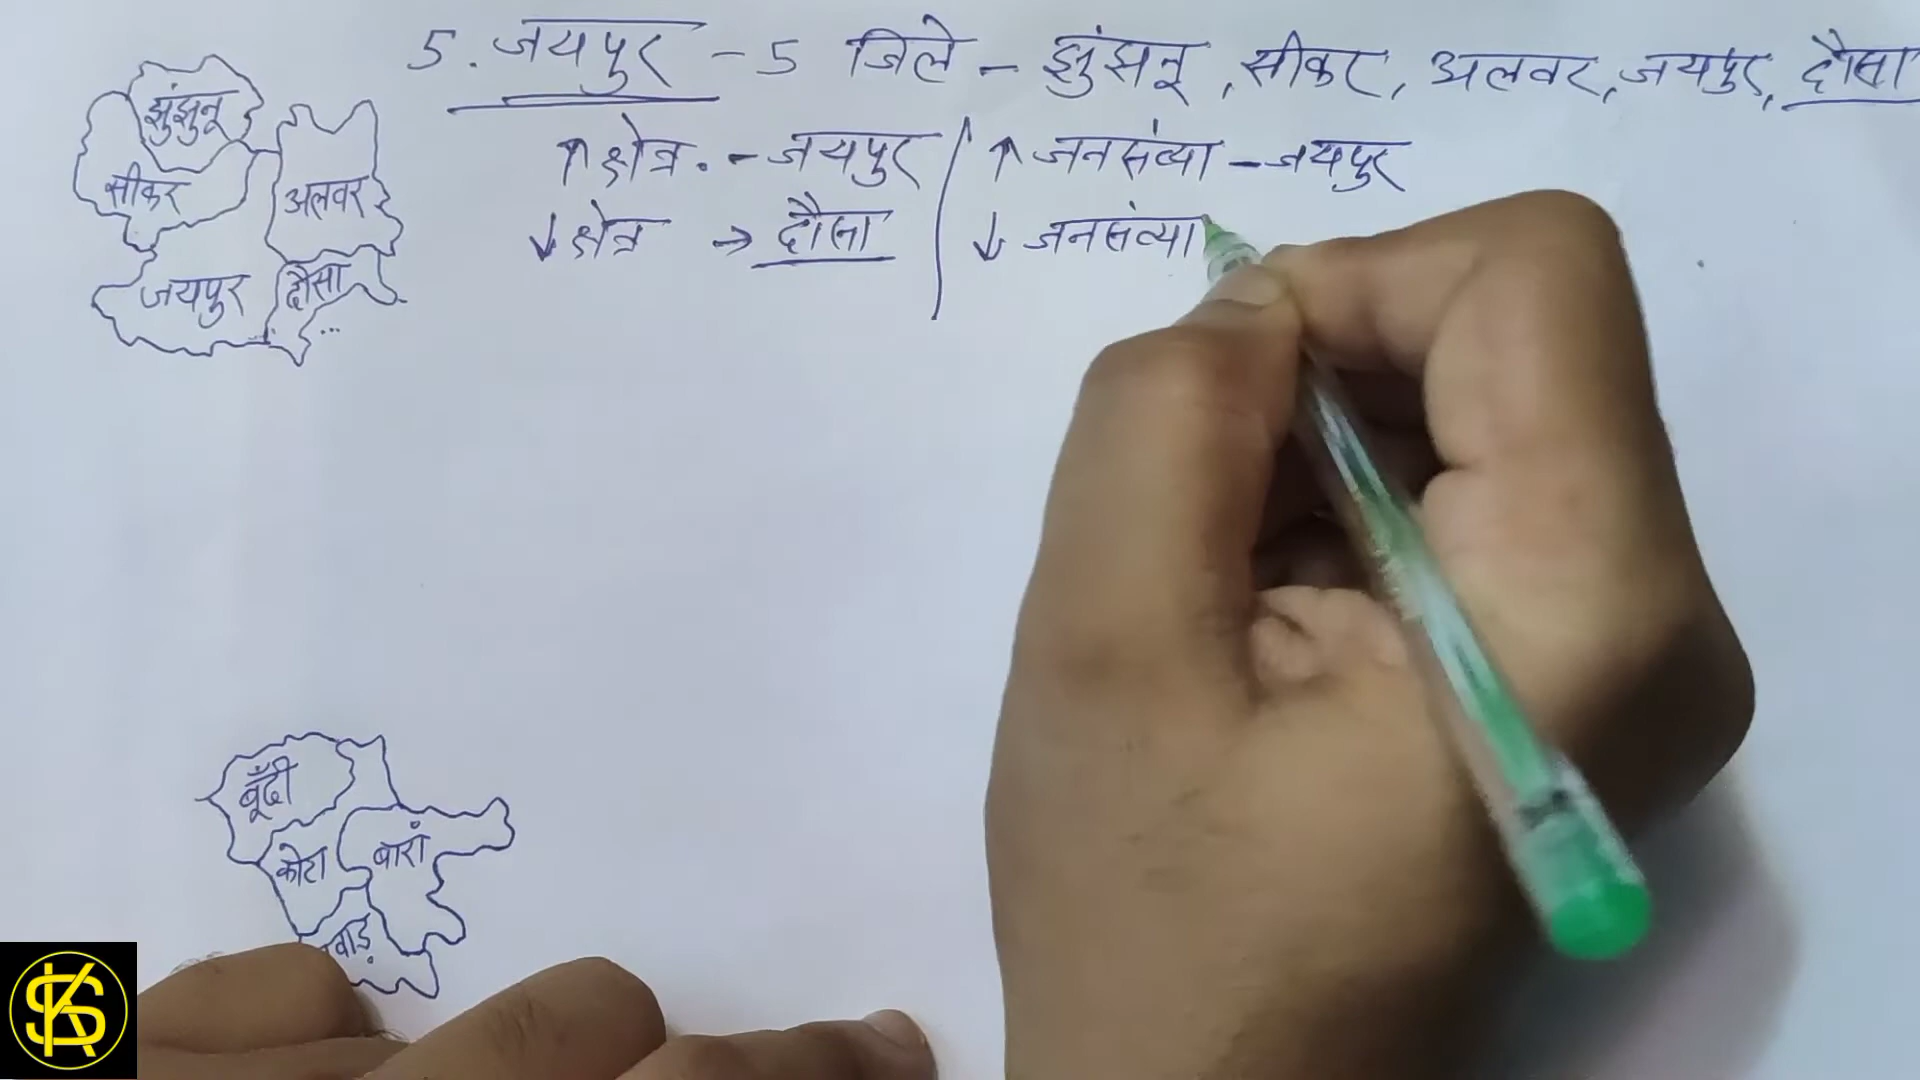 5. जयपुर - 5 जिले - झुंझनू, सीकर, अलवर, जयपुर, दौसा
↑ क्षेत्र. - जयपुर
↓ क्षेत्र → दौसा
↑ जनसंख्या - जयपुर
↓ जनसंख्या
झुंझुनू
सीकर
अलवर
जयपुर
दौसा
बूँदी
कोटा
बारां
वाड़